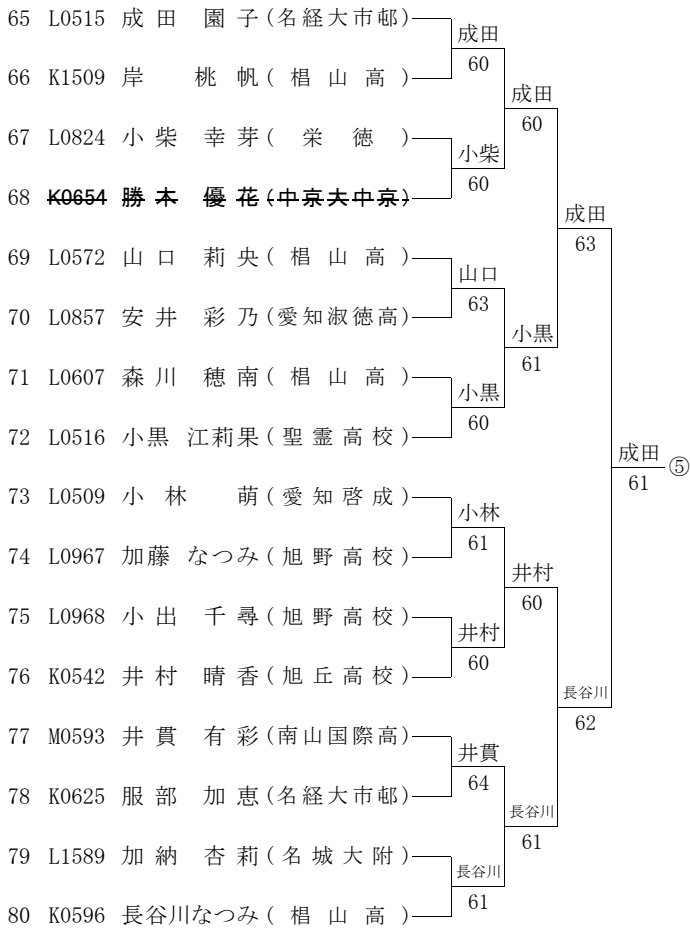 65 L0515 成田 園子(名経大市邨)
成田
66 K1509 岸 桃帆(椙山高)
60
成田
67 L0824 小柴 幸芽(栄徳)
60
小柴
68 K0654 勝本 優花(中京大中京)
60
成田
63
69 L0572 山口 莉央(椙山高)
山口
70 L0857 安井 彩乃(愛知淑徳高)
63
小黒
71 L0607 森川 穂南(椙山高)
61
小黒
72 L0516 小黒 江莉果(聖霊高校)
60
成田 ⑤
61
73 L0509 小林 萌(愛知啓成)
小林
74 L0967 加藤 なつみ(旭野高校)
61
井村
75 L0968 小出 千尋(旭野高校)
60
井村
76 K0542 井村 晴香(旭丘高校)
60
長谷川
62
77 M0593 井貫 有彩(南山国際高)
井貫
78 K0625 服部 加恵(名経大市邨)
64
長谷川
79 L1589 加納 杏莉(名城大附)
61
長谷川
80 K0596 長谷川なつみ(椙山高)
61